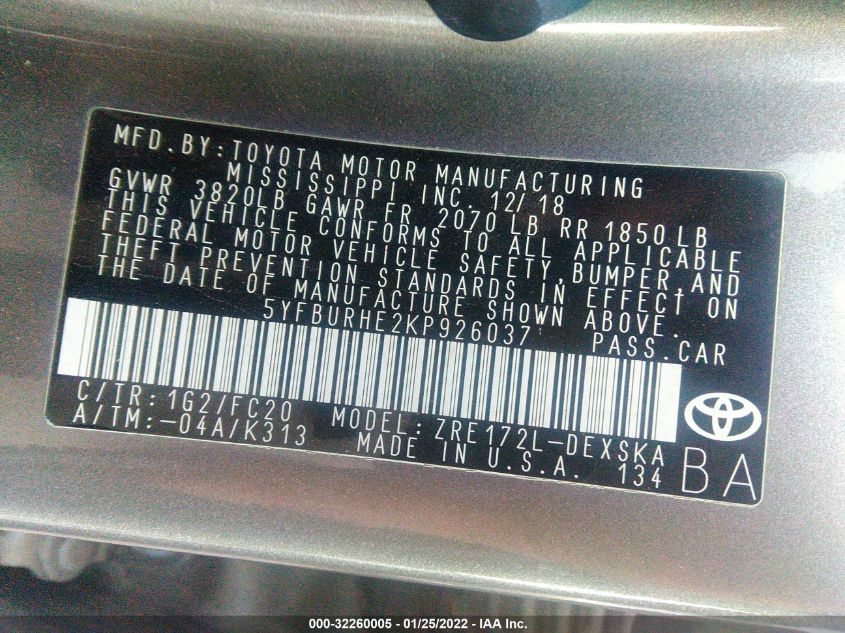 MFD.BY:TOYOTA MOTOR MANUFACTURING
MISSISSIPPI INC. 12/18
GVWR 3820LB GAWR FR 2070 LB RR 1850LB
THIS VEHICLE CONFORMS TO ALL APPLICABLE
FEDERAL MOTOR VEHICLE SAFETY,BUMPER,AND
THEFT PREVENTION STANDARDS IN EFFECT ON
THE DATE OF MANUFACTURE SHOWN ABOVE.
5YFBURHE2KP926037 PASS.CAR
C/TR:1G2/FC20 MODEL:ZRE172L-DEXSKA
A/TM:-04A/K313 MADE IN U.S.A. 134
BA
000-32260005 - 01/25/2022 - IAA Inc.